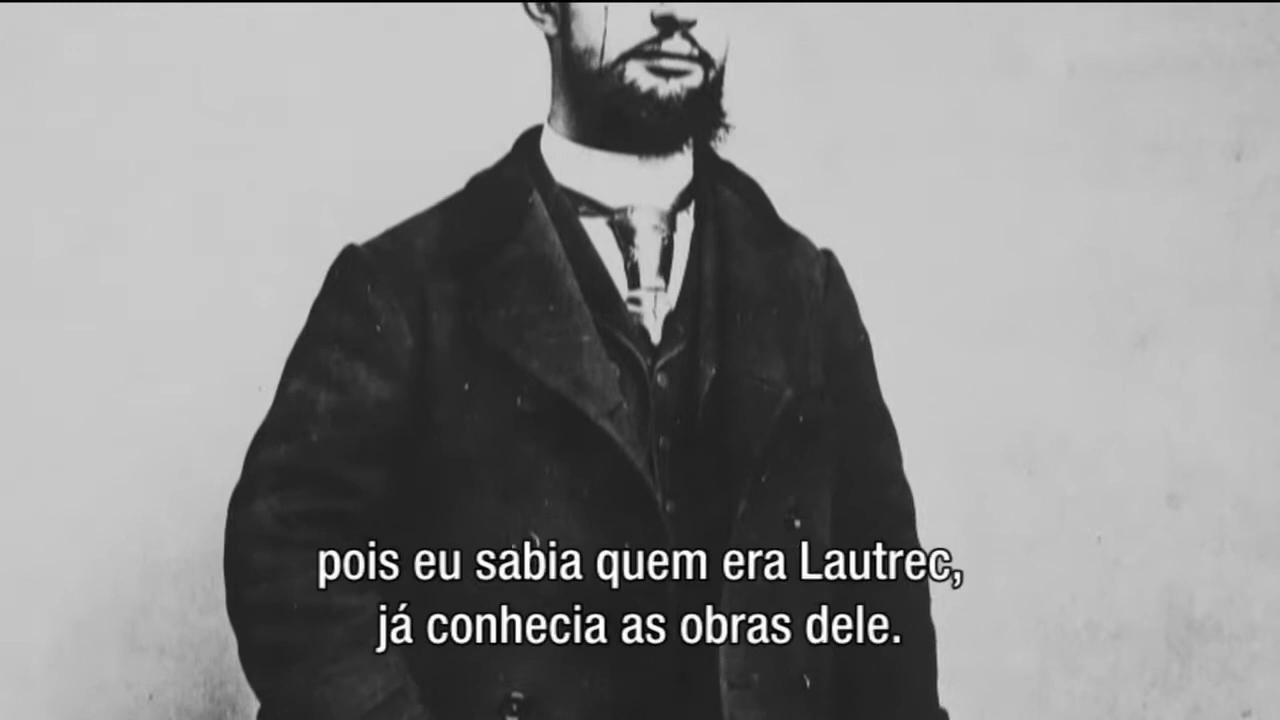 pois eu sabia quem era Lautrec,
já conhecia as obras dele.